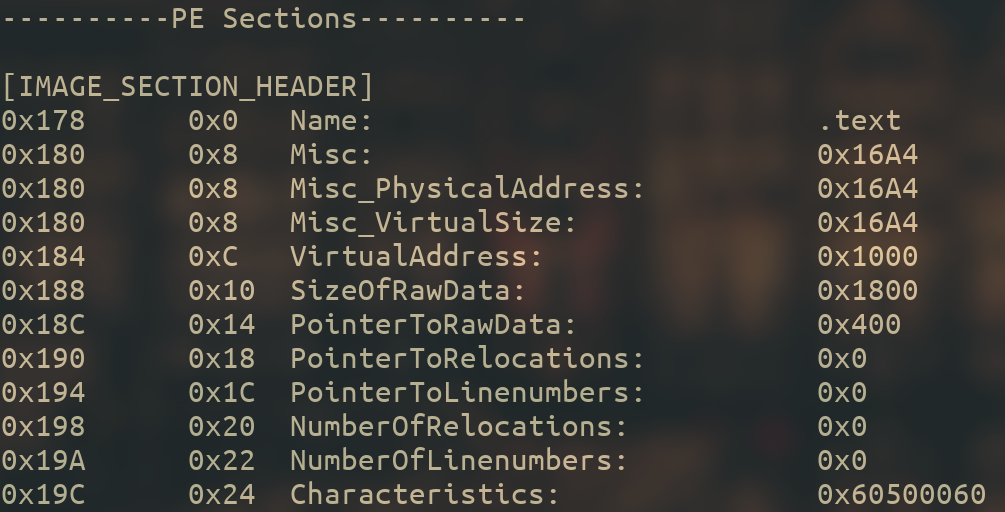 ----------PE Sections----------
[IMAGE_SECTION_HEADER]
0x178 0x0 Name: .text
0x180 0x8 Misc: 0x16A4
0x180 0x8 Misc_PhysicalAddress: 0x16A4
0x180 0x8 Misc_VirtualSize: 0x16A4
0x184 0xC VirtualAddress: 0x1000
0x188 0x10 SizeOfRawData: 0x1800
0x18C 0x14 PointerToRawData: 0x400
0x190 0x18 PointerToRelocations: 0x0
0x194 0x1C PointerToLinenumbers: 0x0
0x198 0x20 NumberOfRelocations: 0x0
0x19A 0x22 NumberOfLinenumbers: 0x0
0x19C 0x24 Characteristics: 0x60500060